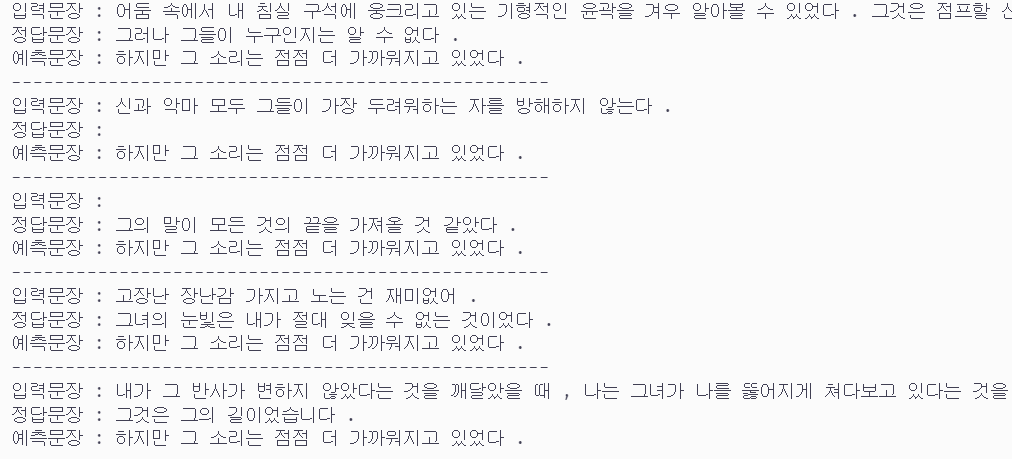 입력문장 : 어둠 속에서 내 침실 구석에 웅크리고 있는 기형적인 윤곽을 겨우 알아볼 수 있었다 . 그것은 점프할
정답문장 : 그러나 그들이 누구인지는 알 수 없다 .
예측문장 : 하지만 그 소리는 점점 더 가까워지고 있었다 .
--------------------------------------------------
입력문장 : 신과 악마 모두 그들이 가장 두려워하는 자를 방해하지 않는다 .
정답문장 :
예측문장 : 하지만 그 소리는 점점 더 가까워지고 있었다 .
--------------------------------------------------
입력문장 :
정답문장 : 그의 말이 모든 것의 끝을 가져올 것 같았다 .
예측문장 : 하지만 그 소리는 점점 더 가까워지고 있었다 .
--------------------------------------------------
입력문장 : 고장난 장난감 가지고 노는 건 재미없어 .
정답문장 : 그녀의 눈빛은 내가 절대 잊을 수 없는 것이었다 .
예측문장 : 하지만 그 소리는 점점 더 가까워지고 있었다 .
--------------------------------------------------
입력문장 : 내가 그 반사가 변하지 않았다는 것을 깨달았을 때 , 나는 그녀가 나를 뚫어지게 쳐다보고 있다는 것을
정답문장 : 그것은 그의 길이었습니다 .
예측문장 : 하지만 그 소리는 점점 더 가까워지고 있었다 .